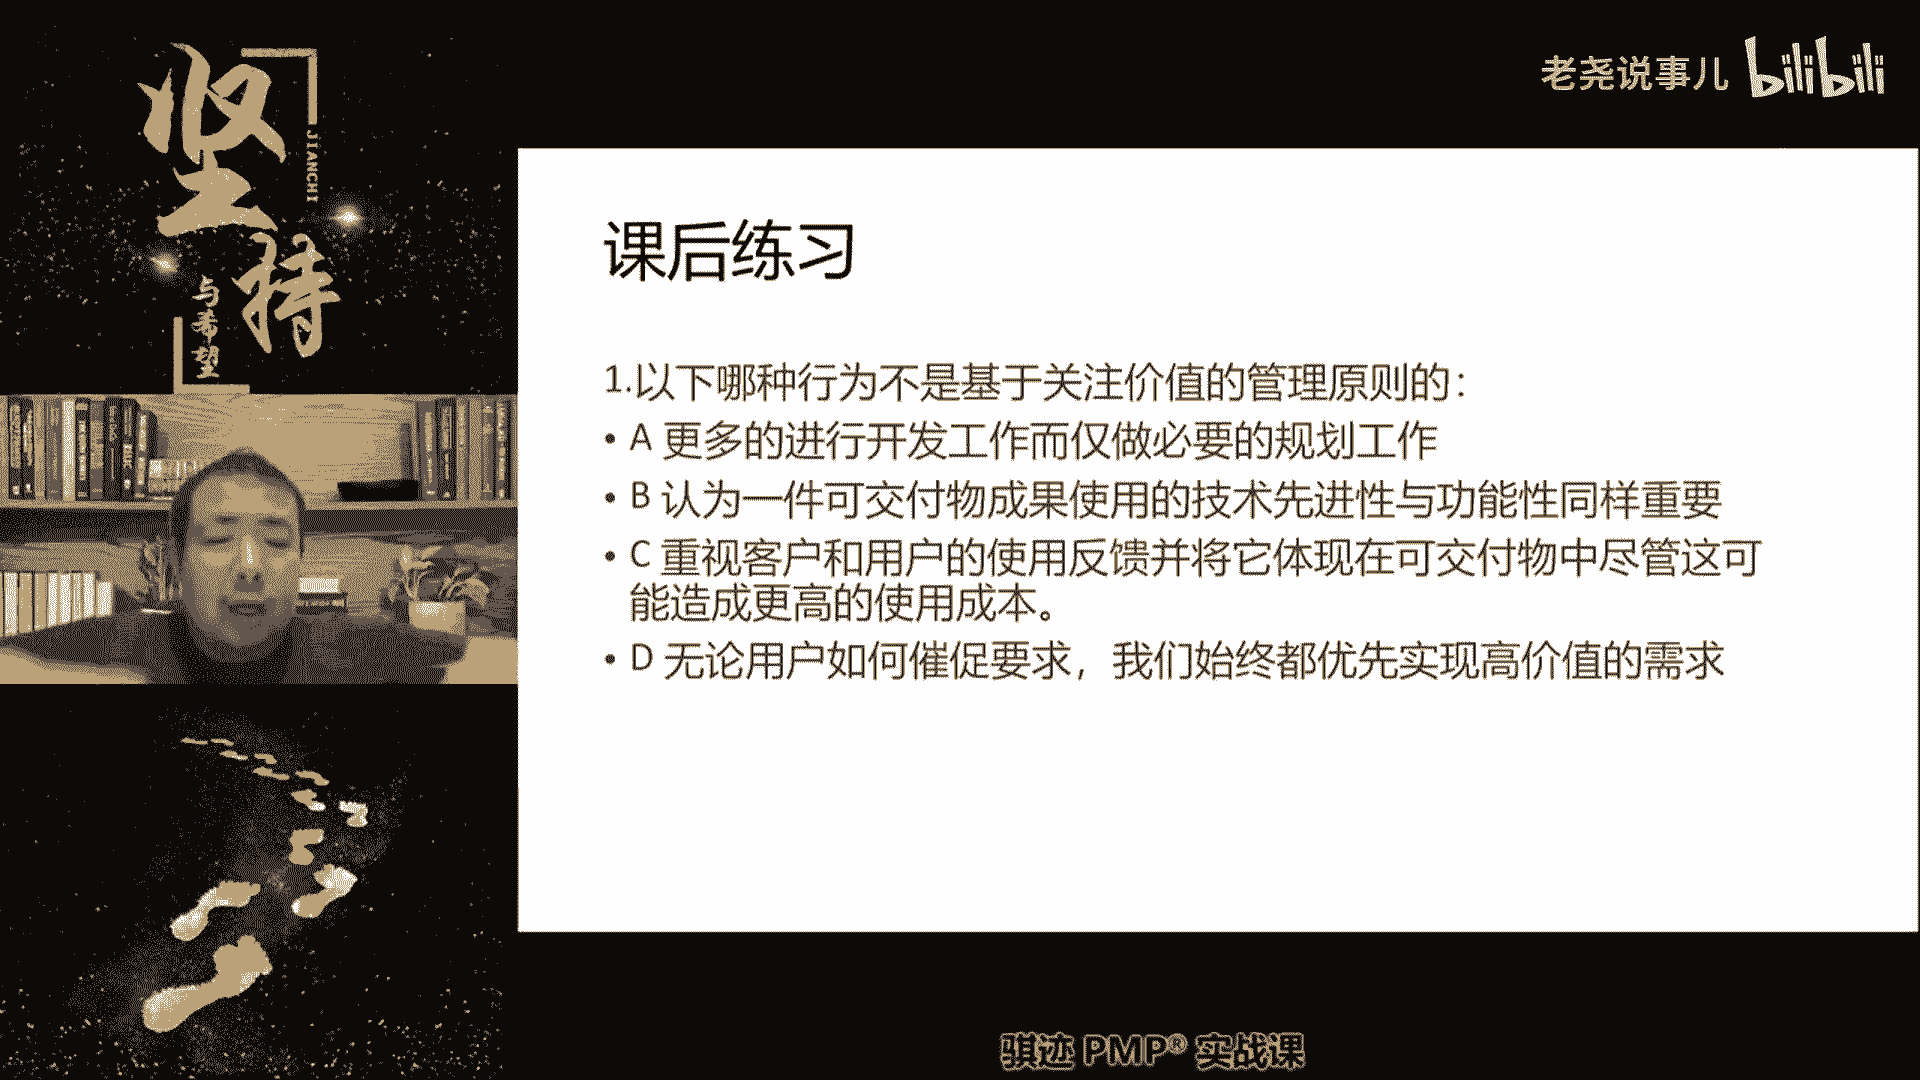 坚持
JIANCHI
与希望
老尧说事儿 bilibili
课后练习
1.以下哪种行为不是基于关注价值的管理原则的：
• A 更多的进行开发工作而仅做必要的规划工作
• B 认为一件可交付物成果使用的技术先进性与功能性同样重要
• C 重视客户和用户的使用反馈并将它体现在可交付物中尽管这可
能造成更高的使用成本。
• D 无论用户如何催促要求，我们始终都优先实现高价值的需求
骐迹 PMP® 实战课